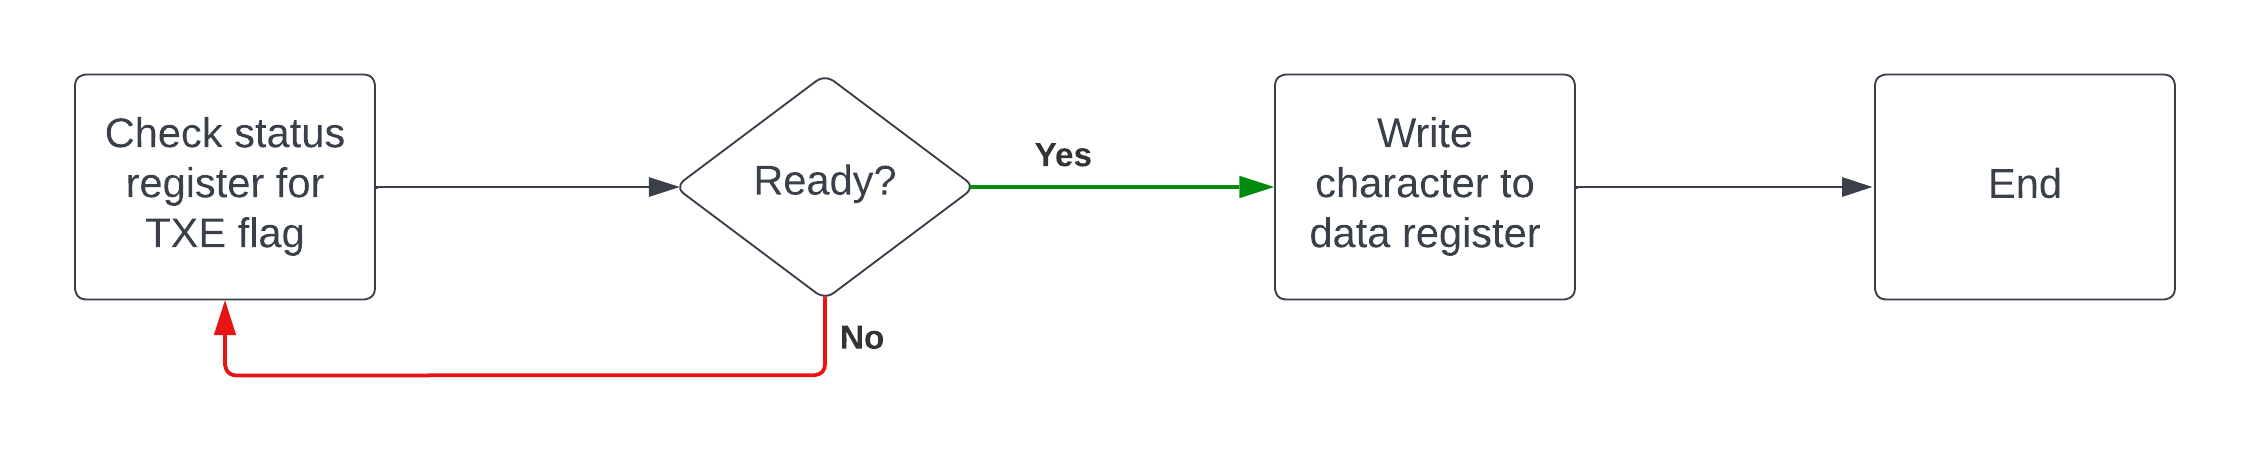 Check status
register for
TXE flag
Ready?
Yes
No
Write
character to
data register
End